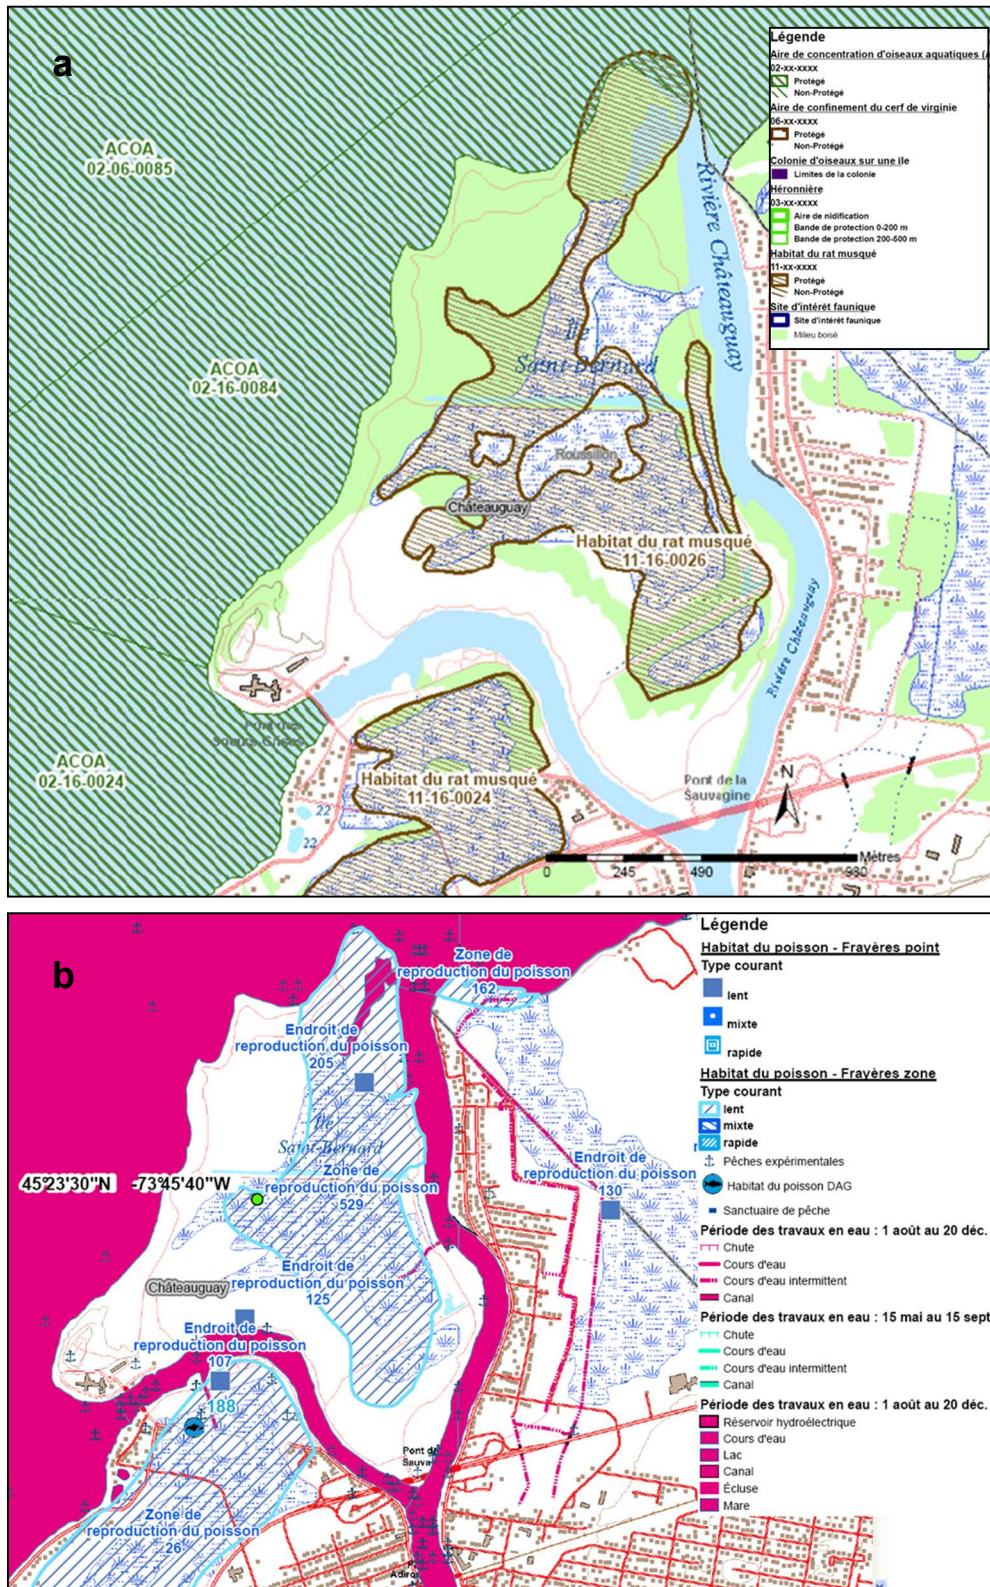 a
Légende
Aire de concentration d'oiseaux aquatiques (A
02-xx-xxxx
Protégé
Non-Protégé
Aire de confinement du cerf de virginie
06-xx-xxxx
Protégé
Non-Protégé
Colonie d'oiseaux sur une île
Limites de la colonie
Héronnière
03-xx-xxxx
Aire de nidification
Bande de protection 0-200 m
Bande de protection 200-500 m
Habitat du rat musqué
11-xx-xxxx
Protégé
Non-Protégé
Site d'intérêt faunique
Site d'intérêt faunique
Milieu boisé
ACOA
02-06-0085
Rivière Châteauguay
ACOA
02-16-0084
Île
Saint-Bernard
Roussillon
Châteauguay
Habitat du rat musqué
11-16-0026
Rivière Châteauguay
Soeurs Grises
ACOA
02-16-0024
Habitat du rat musqué
11-16-0024
Pont de la
Sauvagine
N
22
22
Mètres
0 245 490 980
b
Légende
Habitat du poisson - Frayères point
Type courant
lent
mixte
rapide
Habitat du poisson - Frayères zone
Type courant
lent
mixte
rapide
Pêches expérimentales
Habitat du poisson DAG
Sanctuaire de pêche
Période des travaux en eau : 1 août au 20 déc.
Chute
Cours d'eau
Cours d'eau intermittent
Canal
Période des travaux en eau : 15 mai au 15 sept
Chute
Cours d'eau
Cours d'eau intermittent
Canal
Période des travaux en eau : 1 août au 20 déc.
Réservoir hydroélectrique
Cours d'eau
Lac
Canal
Écluse
Mare
Zone de
reproduction du poisson
162
Endroit de
reproduction du poisson
205
Île
Saint-Bernard
45°23'30"N -73°45'40"W
Zone de
reproduction du poisson
529
Endroit de
reproduction du poisson
130
Endroit de
reproduction du poisson
125
Châteauguay
Endroit de
reproduction du poisson
107
188
Pont de
Sauva
Zone de
reproduction du poisson
26